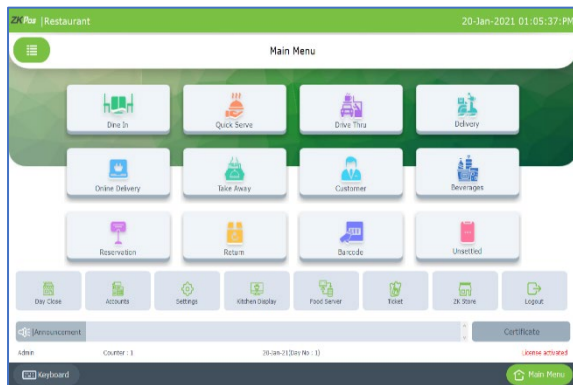 ZKPos |Restaurant 20-Jan-2021 01:05:37:PM
Main Menu
Dine In Quick Serve Drive Thru Delivery
Online Delivery Take Away Customer Beverages
Reservation Return Barcode Unsettled
Day Close Accounts Settings Kitchen Display Food Server Ticket ZK Store Logout
|Announcement Certificate
Admin Counter : 1 20-Jan-21(Day No : 1) License activated
Keyboard Main Menu